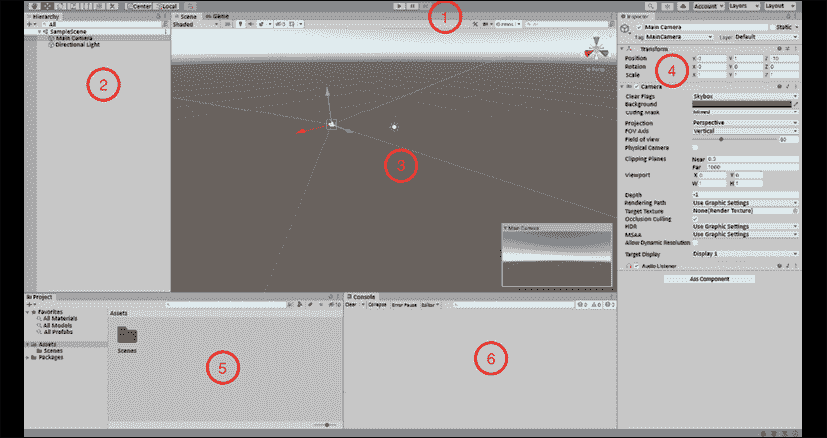 Center Local Account Layers Layout
1
Hierarchy
All
SampleScene
Main Camera
Directional Light
2
Scene Game
Shaded
3
Main Camera
Inspector
Main Camera Static
Tag MainCamera Layer Default
Transform
Position X 0 Y 1 Z -10
Rotation X 0 Y 0 Z 0
Scale X 1 Y 1 Z 1
4
Camera
Clear Flags Skybox
Background
Culling Mask
Projection Perspective
FOV Axis Vertical
Field of view 60
Physical Camera
Clipping Planes Near 0.3
Far 1000
Viewport X 0 Y 0
W 1 H 1
Depth -1
Rendering Path Use Graphic Settings
Target Texture None(Render Texture)
Occlusion Culling
HDR Use Graphic Settings
MSAA Use Graphic Settings
Allow Dynamic Resolution
Target Display Display 1
Audio Listener
Component
Project
Favorites
All Materials
All Models
All Prefabs
Assets
Scenes
Packages
Assets
Scenes
5
Console
Clear Collapse Error Pause Editor 0 0 0
6